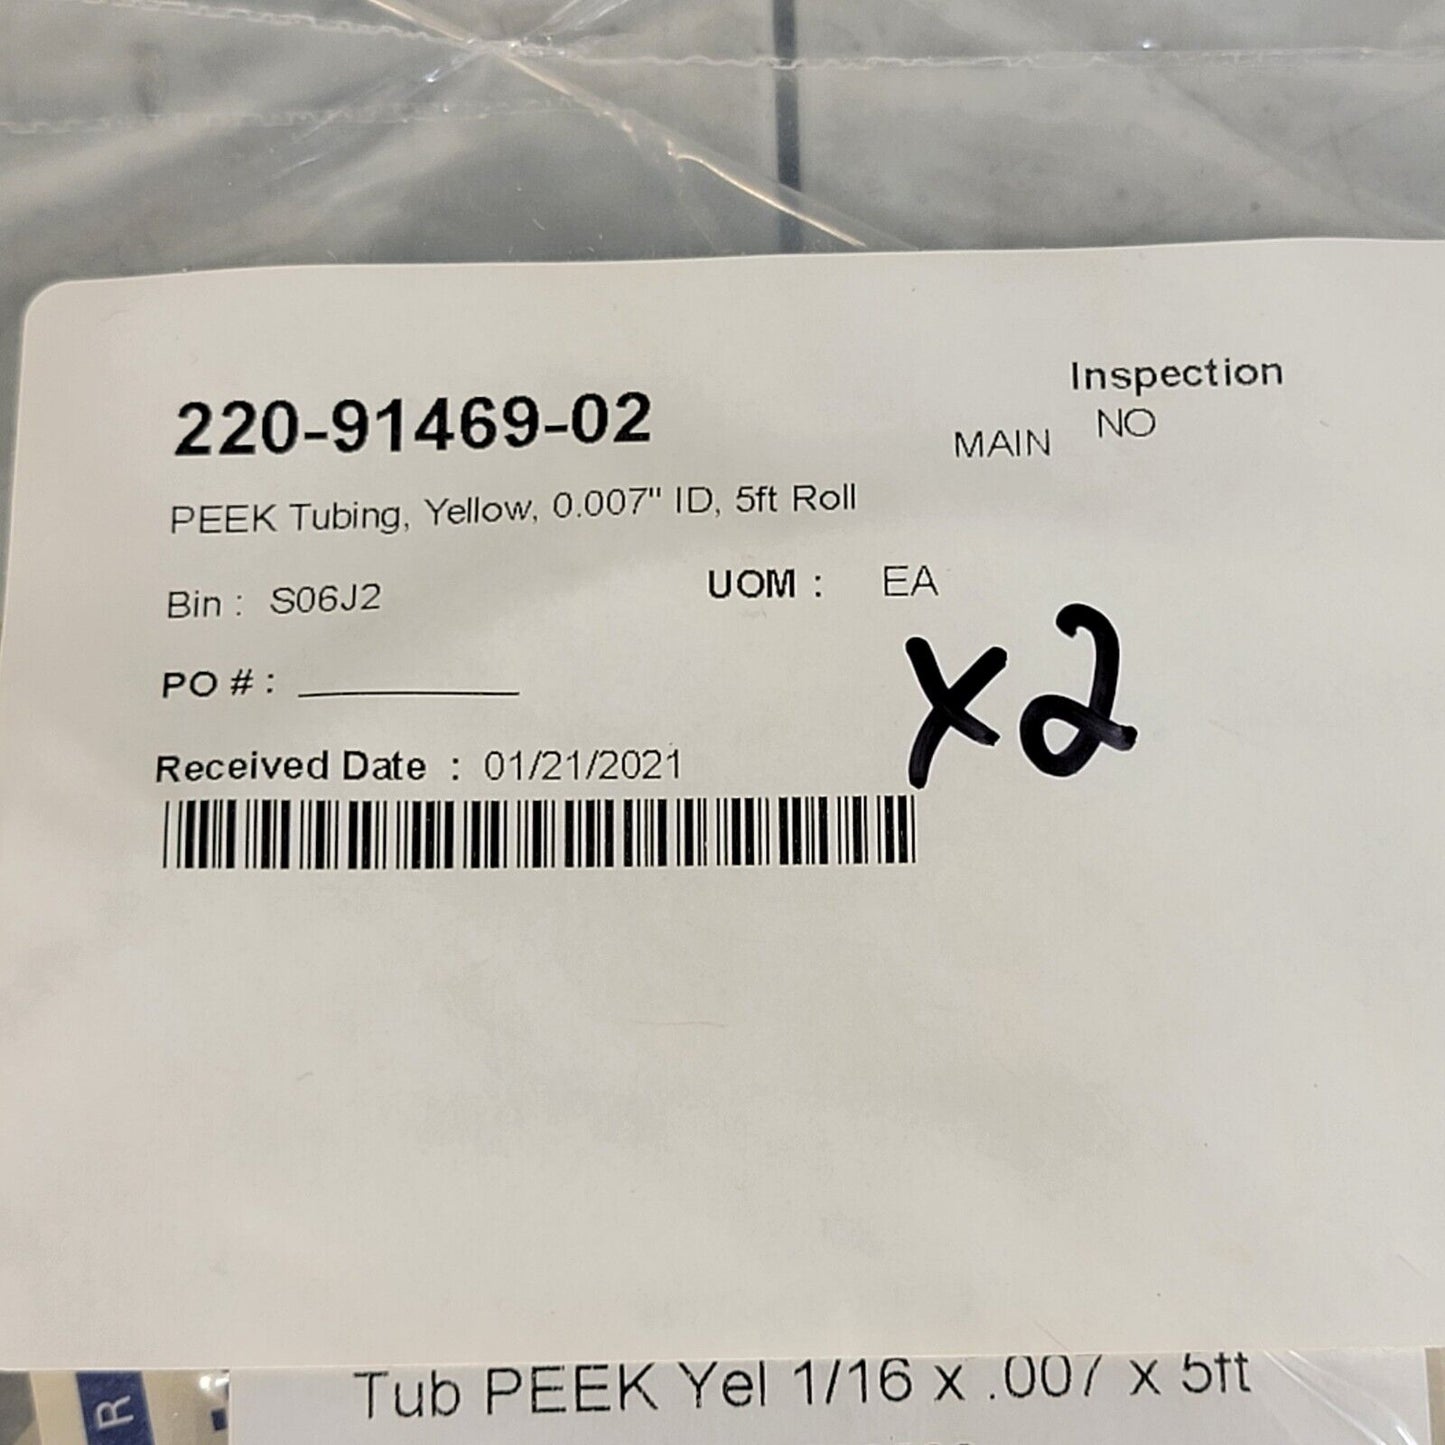 Inspection
220-91469-02
MAIN NO
PEEK Tubing, Yellow, 0.007" ID, 5ft Roll
Bin : S06J2
UOM : EA
x2
PO # :
Received Date : 01/21/2021
Tub PEEK Yel 1/16 x .007 x 5ft
R